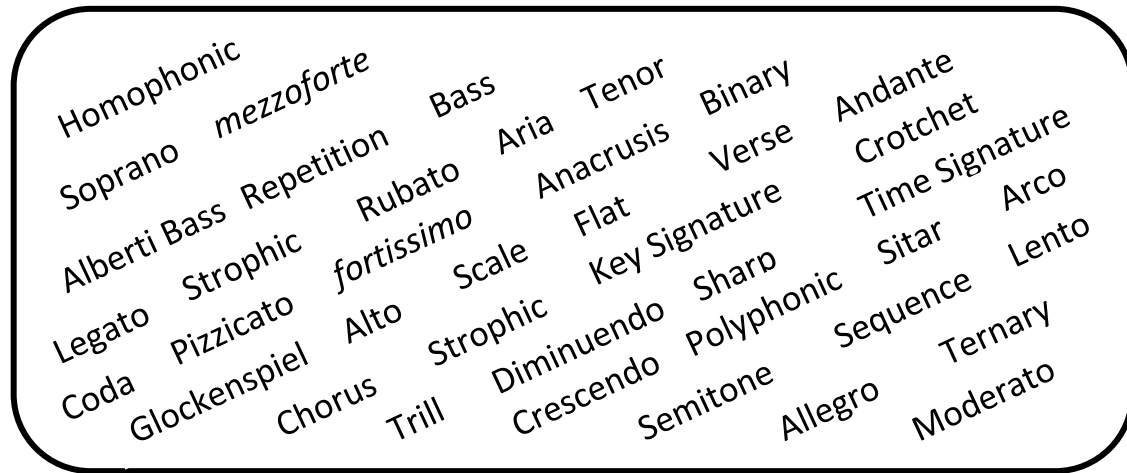 Homophonic
mezzoforte
Soprano
Bass
Tenor
Binary
Andante
Repetition
Aria
Alberti Bass
Rubato
Anacrusis
Verse
Crotchet
Strophic
fortissimo
Flat
Time Signature
Legato
Pizzicato
Scale
Key Signature
Sitar
Arco
Coda
Glockenspiel
Alto
Strophic
Sharp
Polyphonic
Sequence
Lento
Chorus
Diminuendo
Trill
Crescendo
Semitone
Allegro
Ternary
Moderato